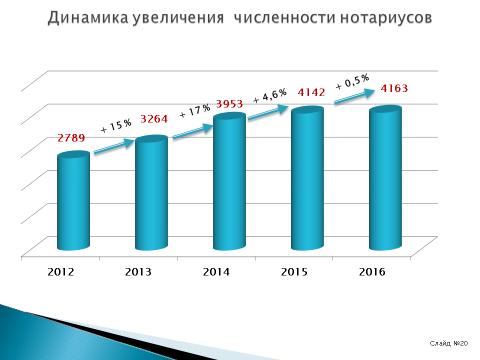 Динамика увеличения численности нотариусов
2789
+ 15 %
3264
+ 17 %
3953
+ 4,6 %
4142
+ 0,5 %
4163
2012 2013 2014 2015 2016
Слайд №20